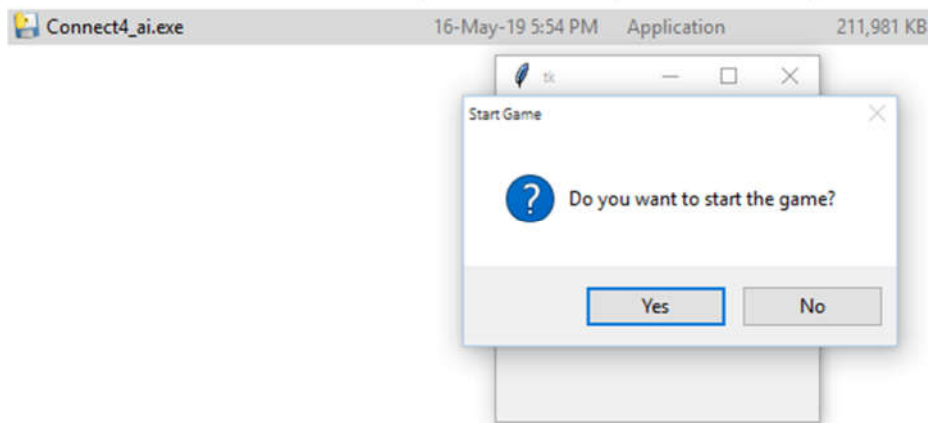 Connect4_ai.exe 16-May-19 5:54 PM Application 211,981 KB
tk
Start Game
Do you want to start the game?
Yes No